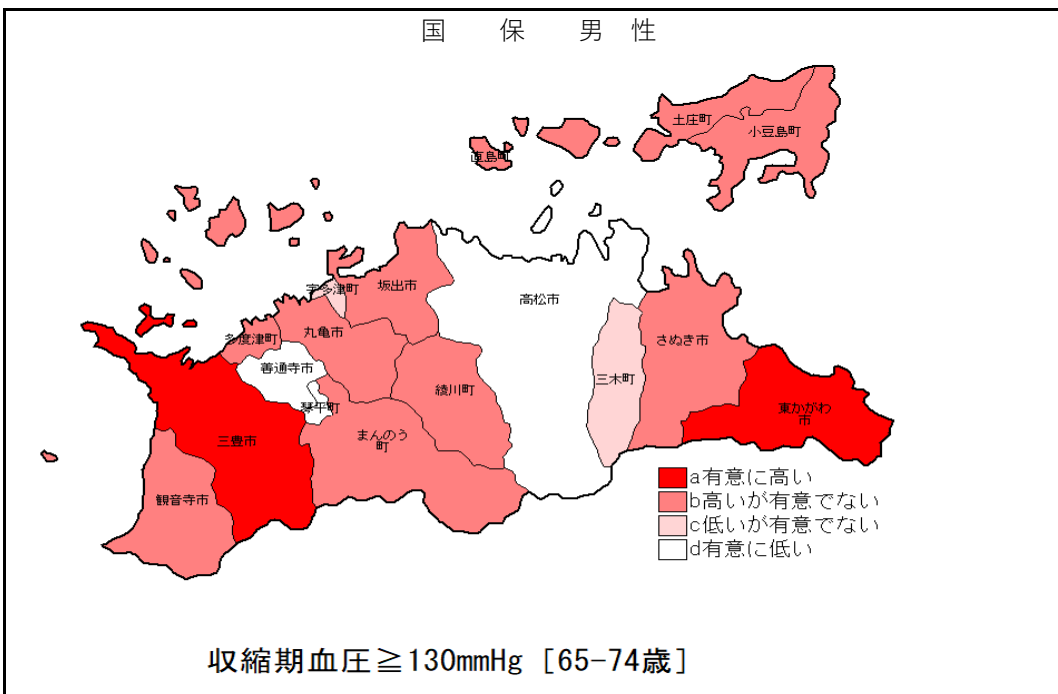 国 保 男 性
土庄町
小豆島町
直島町
宇多津町
坂出市
高松市
多度津町
丸亀市
さぬき市
善通寺市
三木町
綾川町
琴平町
東かがわ
市
まんのう
町
三豊市
観音寺市
a有意に高い
b高いが有意でない
c低いが有意でない
d有意に低い
収縮期血圧≧130mmHg [65-74歳]